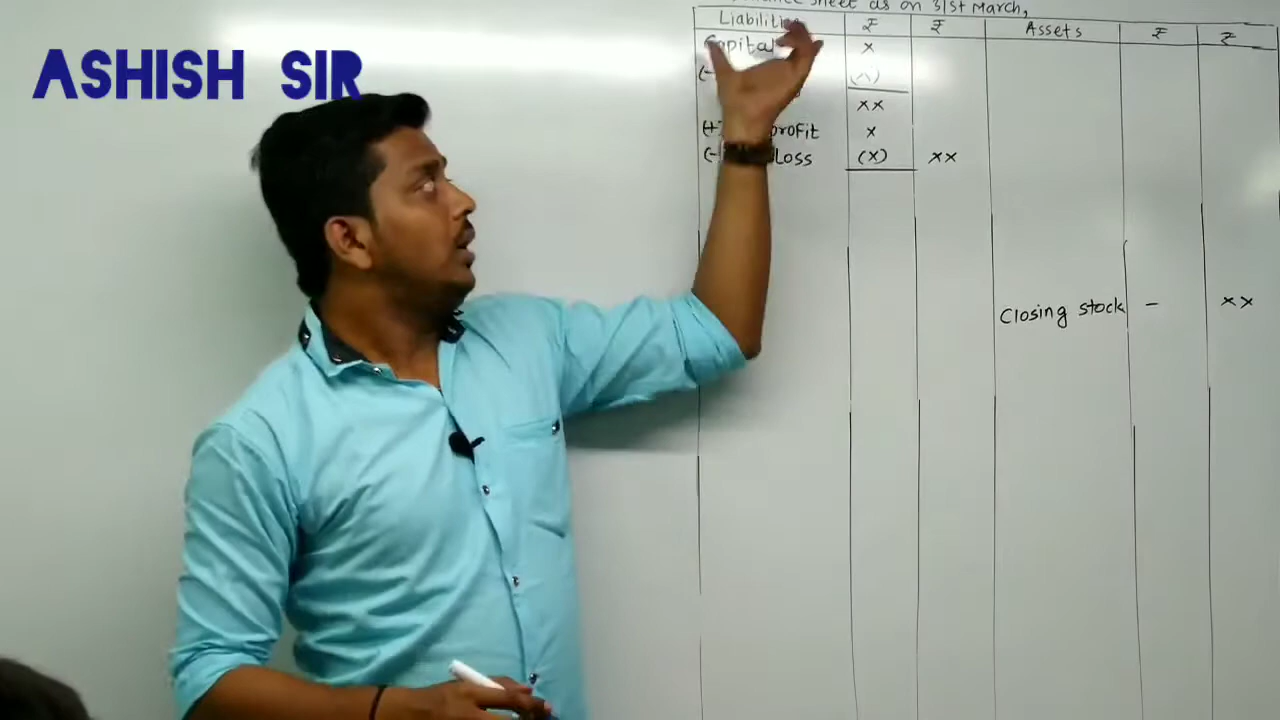 ASHISH SIR
sheet as on 31st March,
Liabilities ₹ ₹ Assets ₹ ₹
Capital x
(-)
xx
(+) profit x
(-) Loss (x) xx
Closing stock – xx